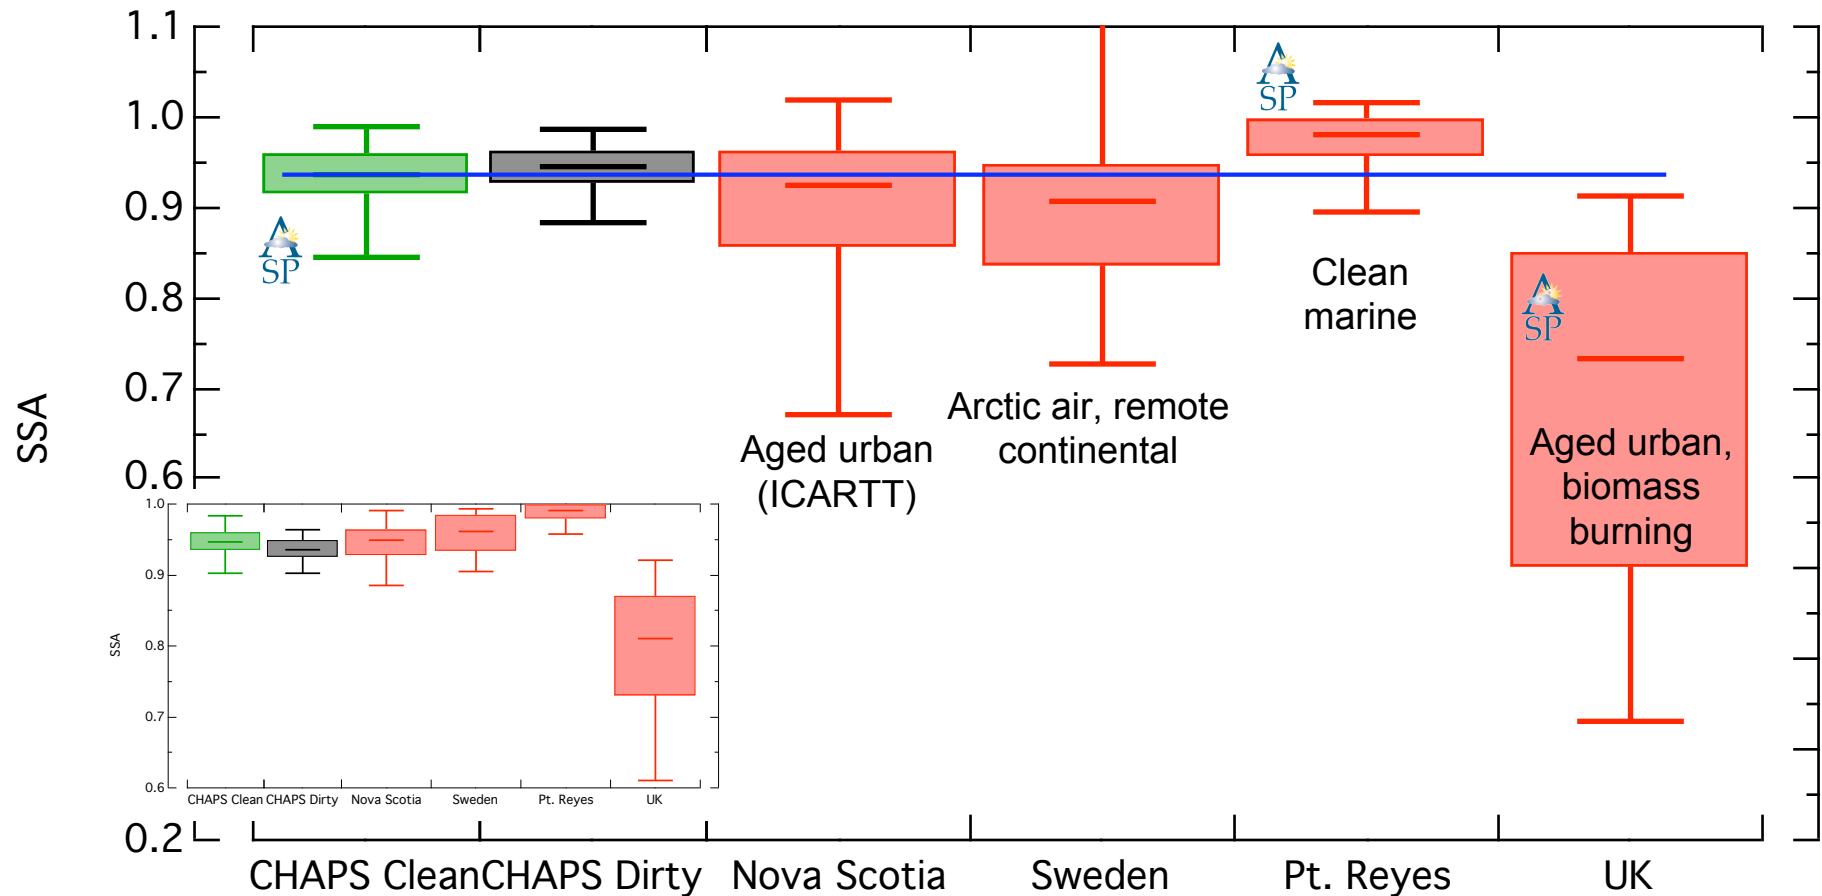 1.1
1.0
0.9
0.8
0.7
0.6
0.2
SSA
A
SP
A
SP
A
SP
Clean
marine
Arctic air, remote
continental
Aged urban
(ICARTT)
Aged urban,
biomass
burning
1.0
0.9
0.8
0.7
0.6
SSA
CHAPS Clean CHAPS Dirty Nova Scotia Sweden Pt. Reyes UK
CHAPS Clean CHAPS Dirty Nova Scotia Sweden Pt. Reyes UK